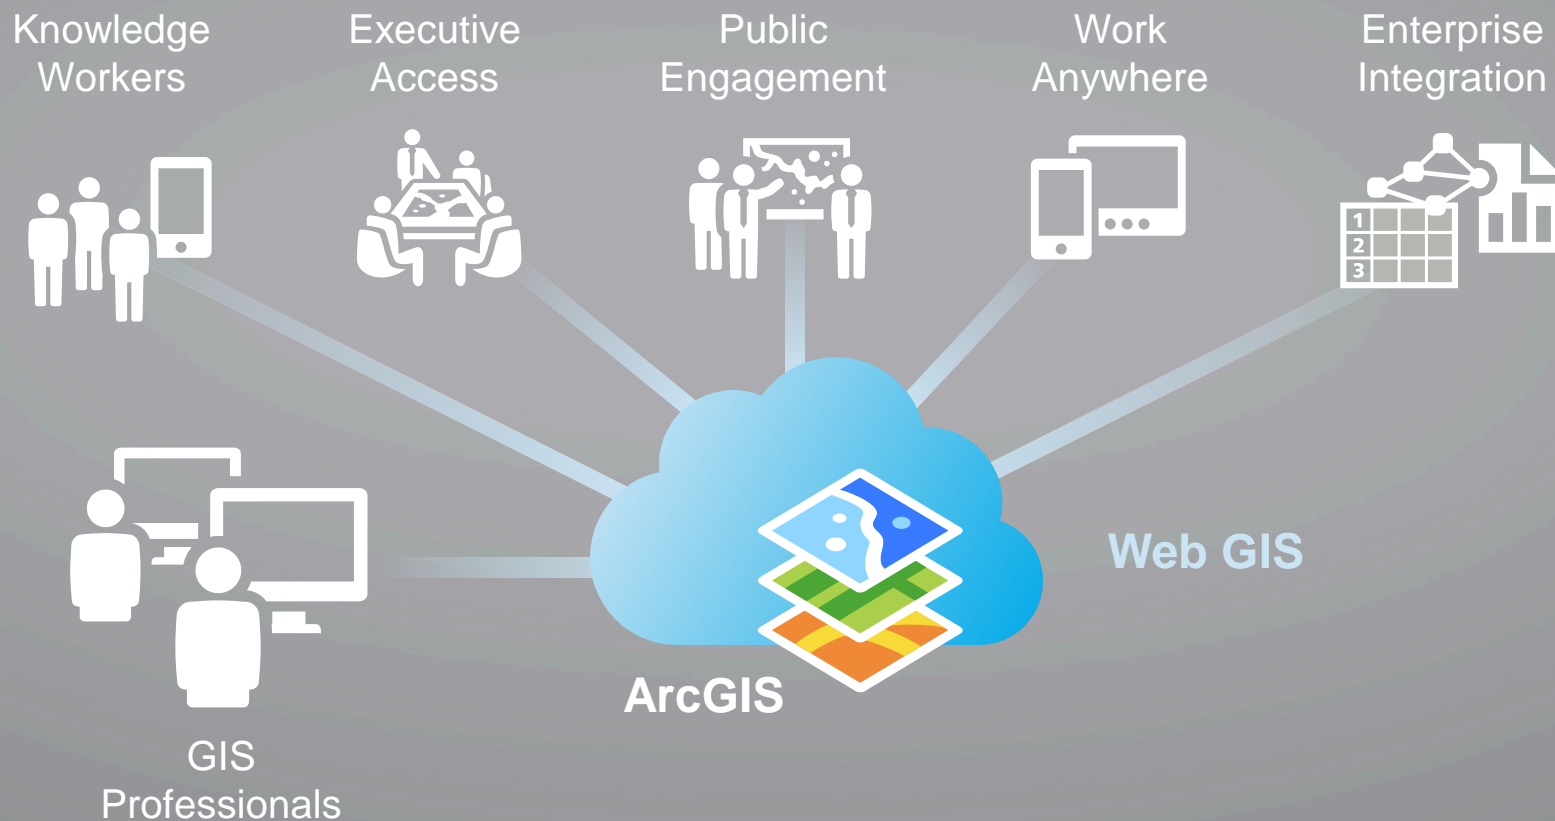 Knowledge
Workers
Executive
Access
Public
Engagement
Work
Anywhere
Enterprise
Integration
1
2
3
Web GIS
ArcGIS
GIS
Professionals